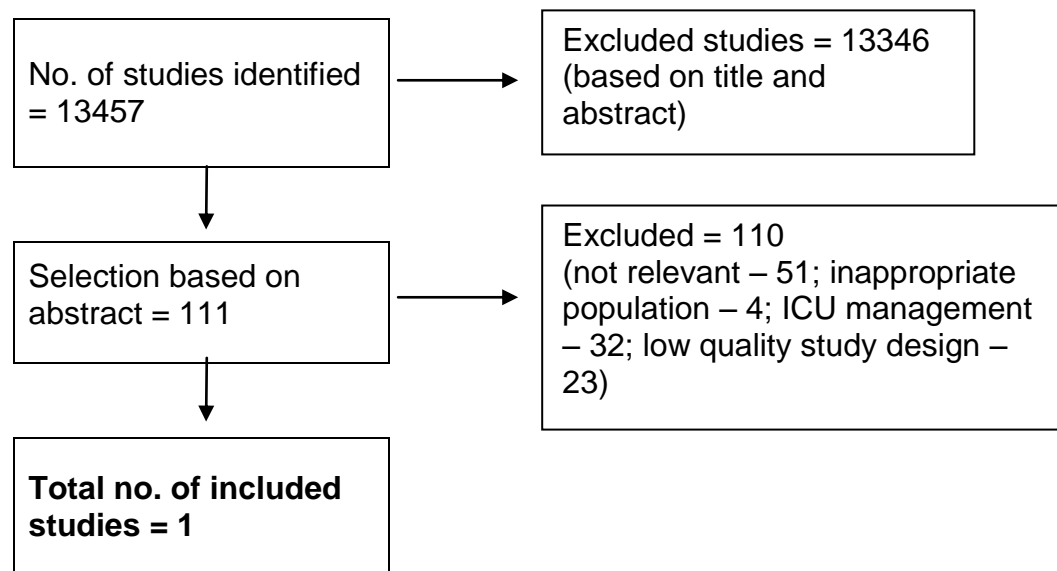 No. of studies identified
= 13457
Excluded studies = 13346
(based on title and
abstract)
Selection based on
abstract = 111
Excluded = 110
(not relevant – 51; inappropriate
population – 4; ICU management
– 32; low quality study design –
23)
Total no. of included
studies = 1